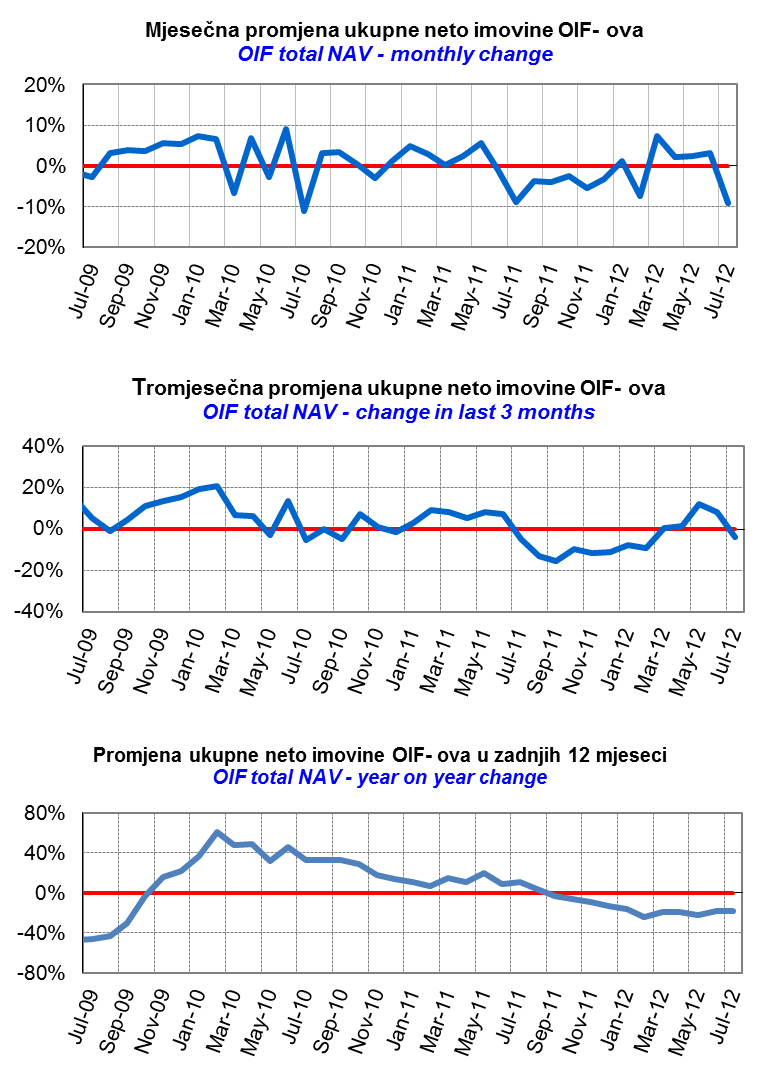 Mjesečna promjena ukupne neto imovine OIF- ova
OIF total NAV - monthly change
20%
10%
0%
-10%
-20%
Jul-09 Sep-09 Nov-09 Jan-10 Mar-10 May-10 Jul-10 Sep-10 Nov-10 Jan-11 Mar-11 May-11 Jul-11 Sep-11 Nov-11 Jan-12 Mar-12 May-12 Jul-12
Tromjesečna promjena ukupne neto imovine OIF- ova
OIF total NAV - change in last 3 months
40%
20%
0%
-20%
-40%
Jul-09 Sep-09 Nov-09 Jan-10 Mar-10 May-10 Jul-10 Sep-10 Nov-10 Jan-11 Mar-11 May-11 Jul-11 Sep-11 Nov-11 Jan-12 Mar-12 May-12 Jul-12
Promjena ukupne neto imovine OIF- ova u zadnjih 12 mjeseci
OIF total NAV - year on year change
80%
40%
0%
-40%
-80%
Jul-09 Sep-09 Nov-09 Jan-10 Mar-10 May-10 Jul-10 Sep-10 Nov-10 Jan-11 Mar-11 May-11 Jul-11 Sep-11 Nov-11 Jan-12 Mar-12 May-12 Jul-12